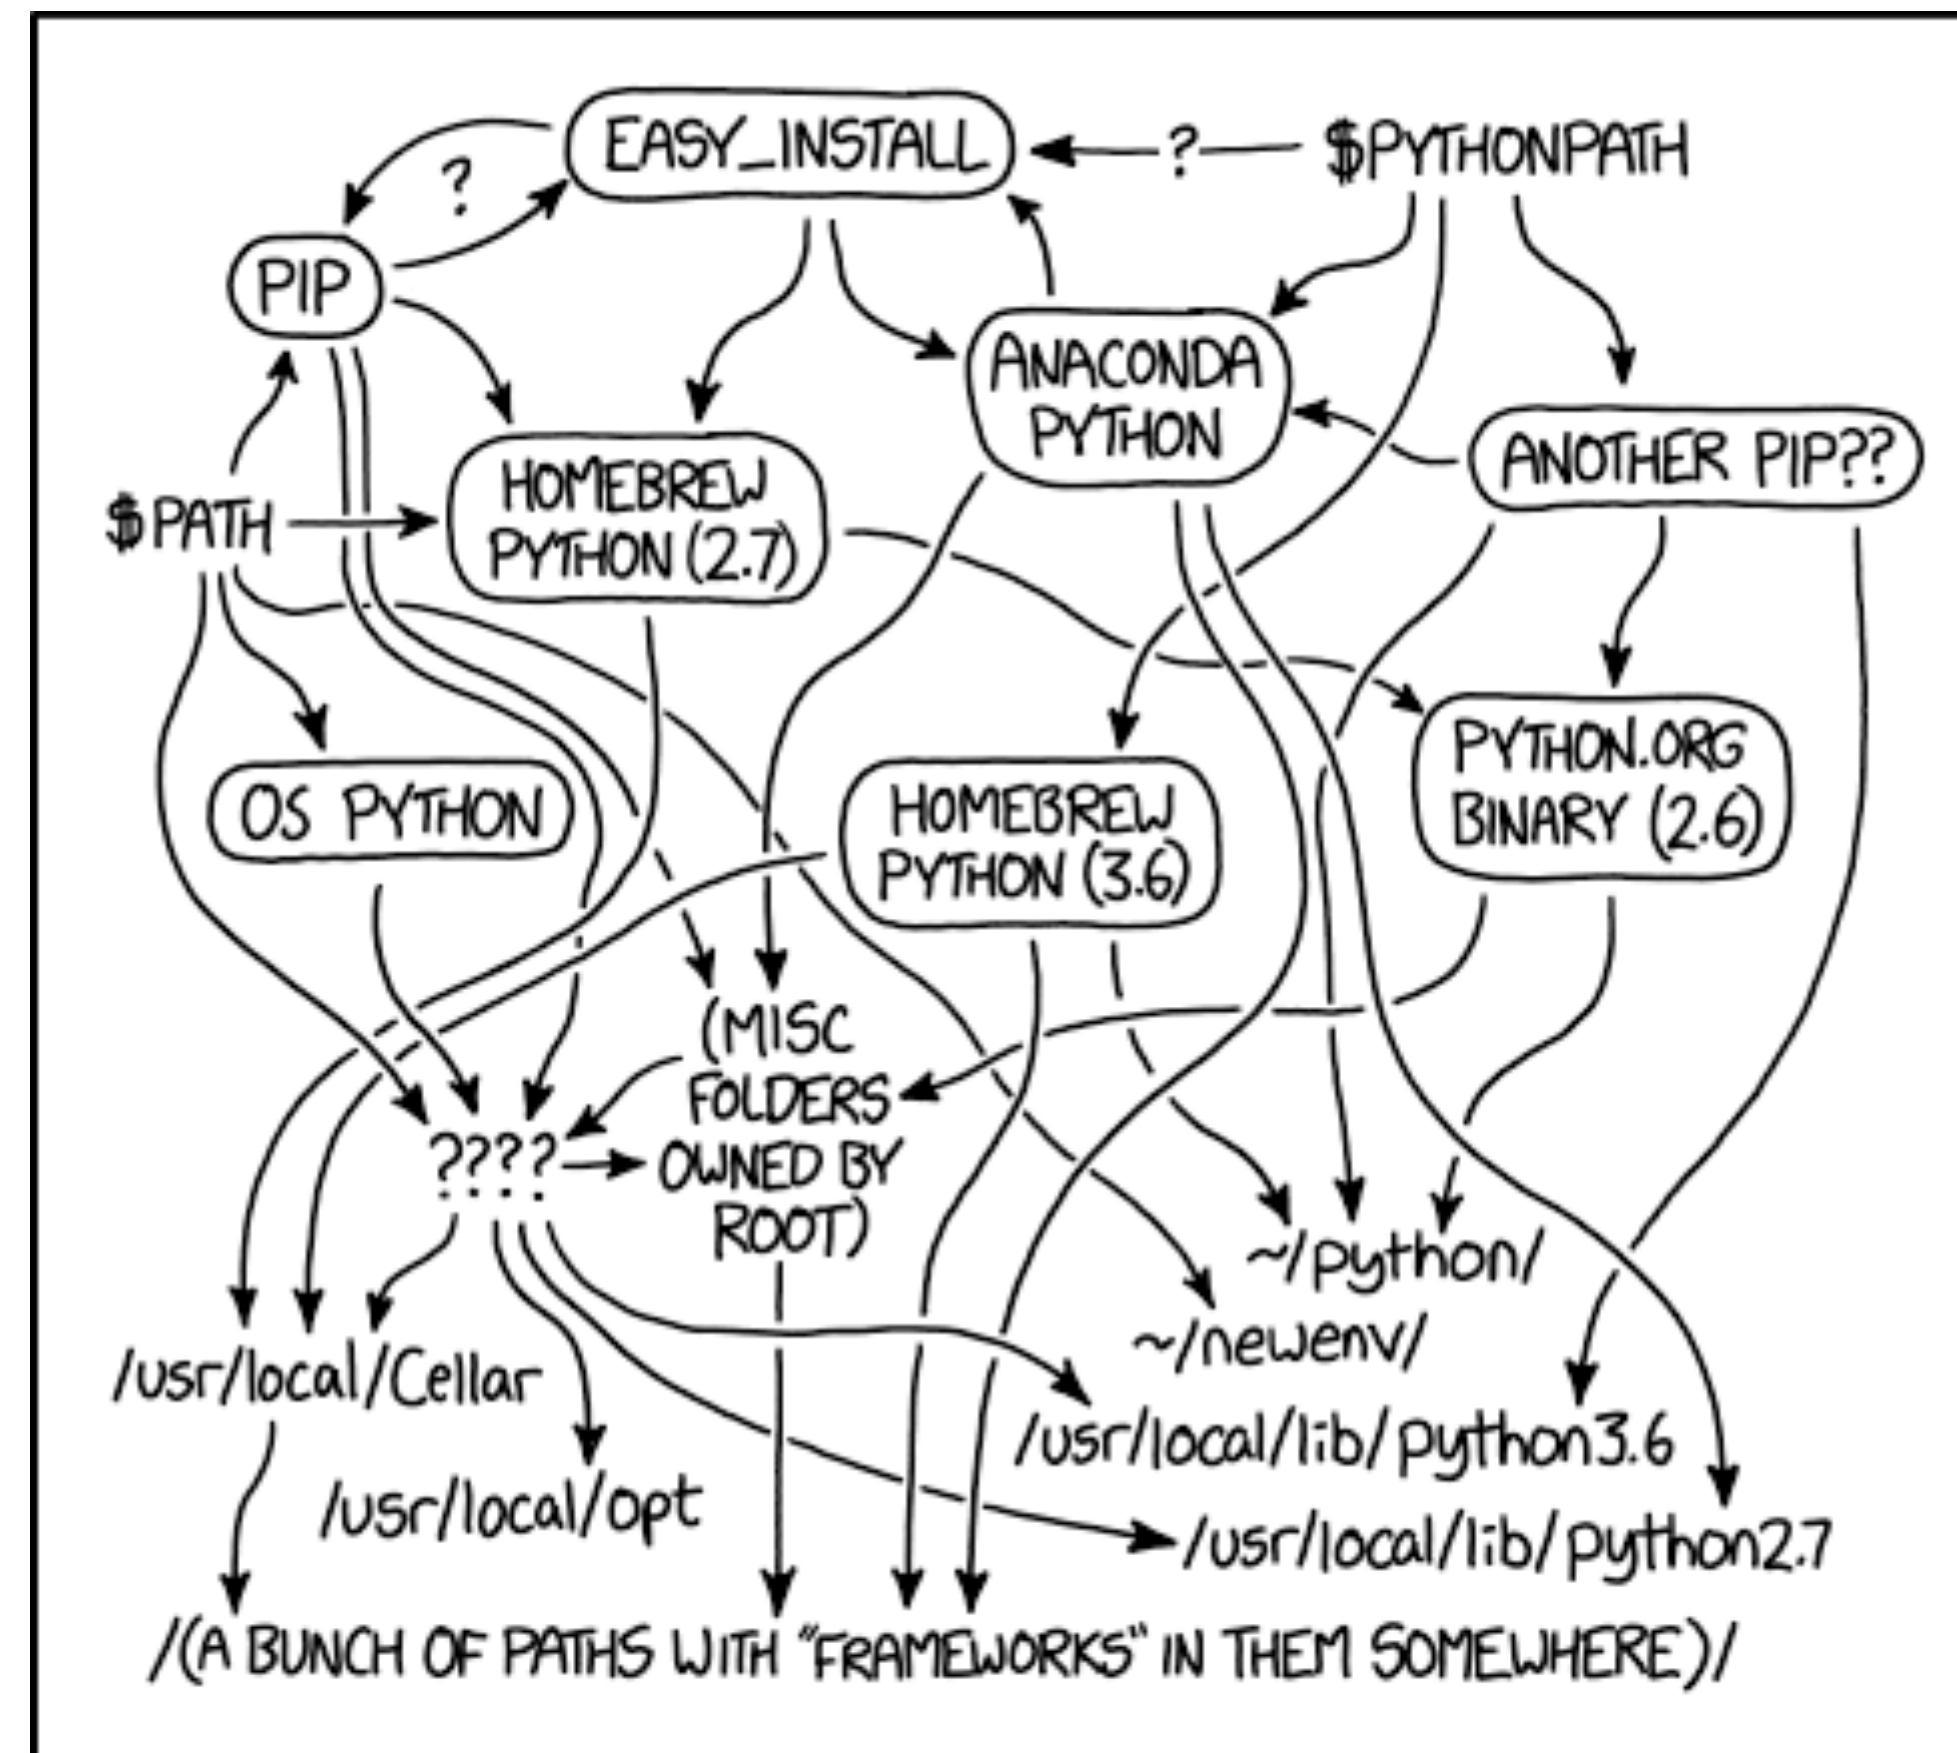 EASY_INSTALL
?
$PYTHONPATH
?
PIP
ANACONDA
PYTHON
ANOTHER PIP??
HOMEBREW
PYTHON (2.7)
$PATH
PYTHON.ORG
BINARY (2.6)
OS PYTHON
HOMEBREW
PYTHON (3.6)
(MISC
FOLDERS
OWNED BY
ROOT)
????
~/python/
~/newenv/
/usr/local/Cellar
/usr/local/lib/python3.6
/usr/local/opt
/usr/local/lib/python2.7
/(A BUNCH OF PATHS WITH "FRAMEWORKS" IN THEM SOMEWHERE)/